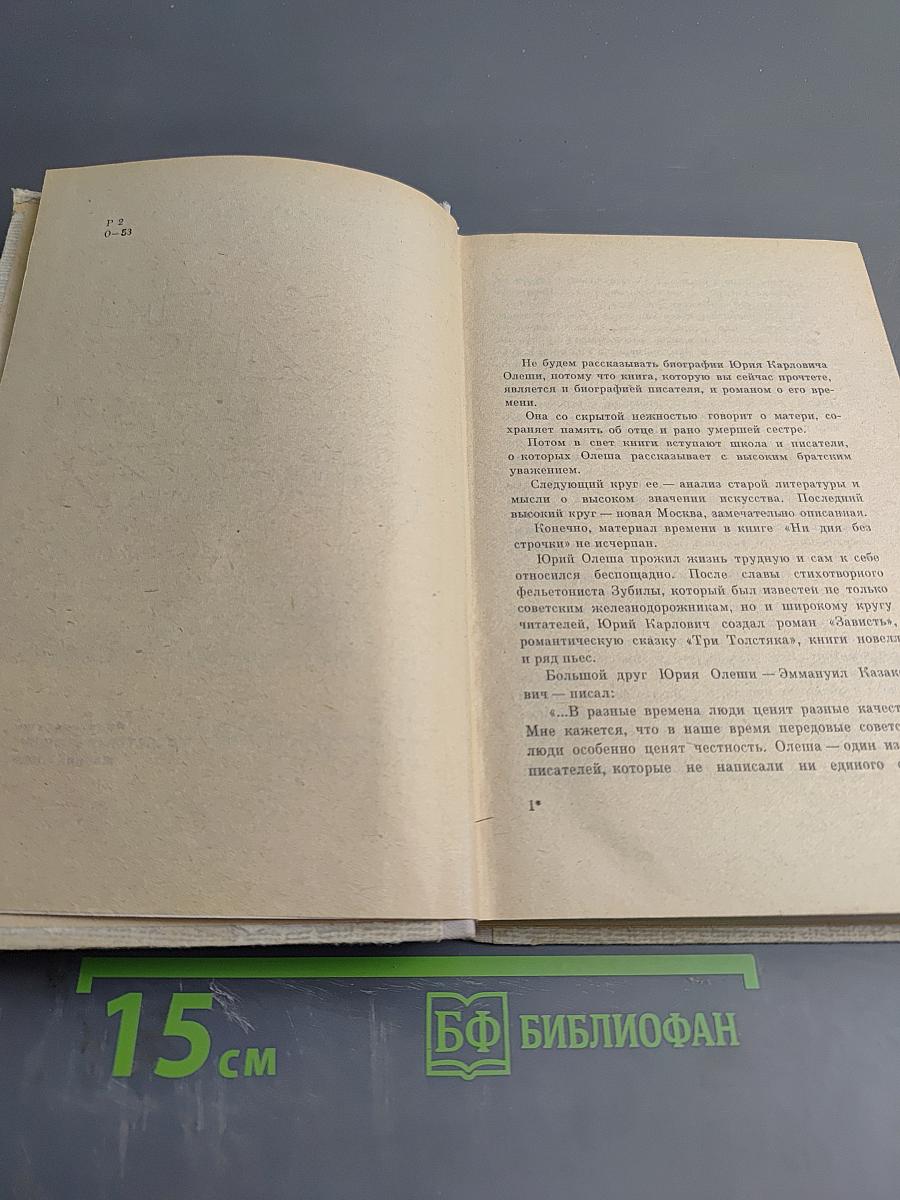 Р 2
О—53
Не будем рассказывать биографии Юрия Карловича
Олеши, потому что книга, которую вы сейчас прочтете,
является и биографией писателя, и романом о его вре-
мени.
Она со скрытой нежностью говорит о матери, со-
храняет память об отце и рано умершей сестре.
Потом в свет книги вступают школа и писатели,
о которых Олеша рассказывает с высоким братским
уважением.
Следующий круг ее — анализ старой литературы и
мысли о высоком значении искусства. Последний
высокий круг — новая Москва, замечательно описанная.
Конечно, материал времени в книге «Ни дня без
строчки» не исчерпан.
Юрий Олеша прожил жизнь трудную и сам к себе
относился беспощадно. После славы стихотворного
фельетониста Зубилы, который был известен не только
советским железнодорожникам, но и широкому кругу
читателей, Юрий Карлович создал роман «Зависть»,
романтическую сказку «Три Толстяка», книги новелл
и ряд пьес.
Большой друг Юрия Олеши — Эммануил Казак
вич — писал:
«...В разные времена люди ценят разные качест
Мне кажется, что в наше время передовые советс
люди особенно ценят честность. Олеша — один из
писателей, которые не написали ни единого
1*
15 см
БФ БИБЛИОФАН